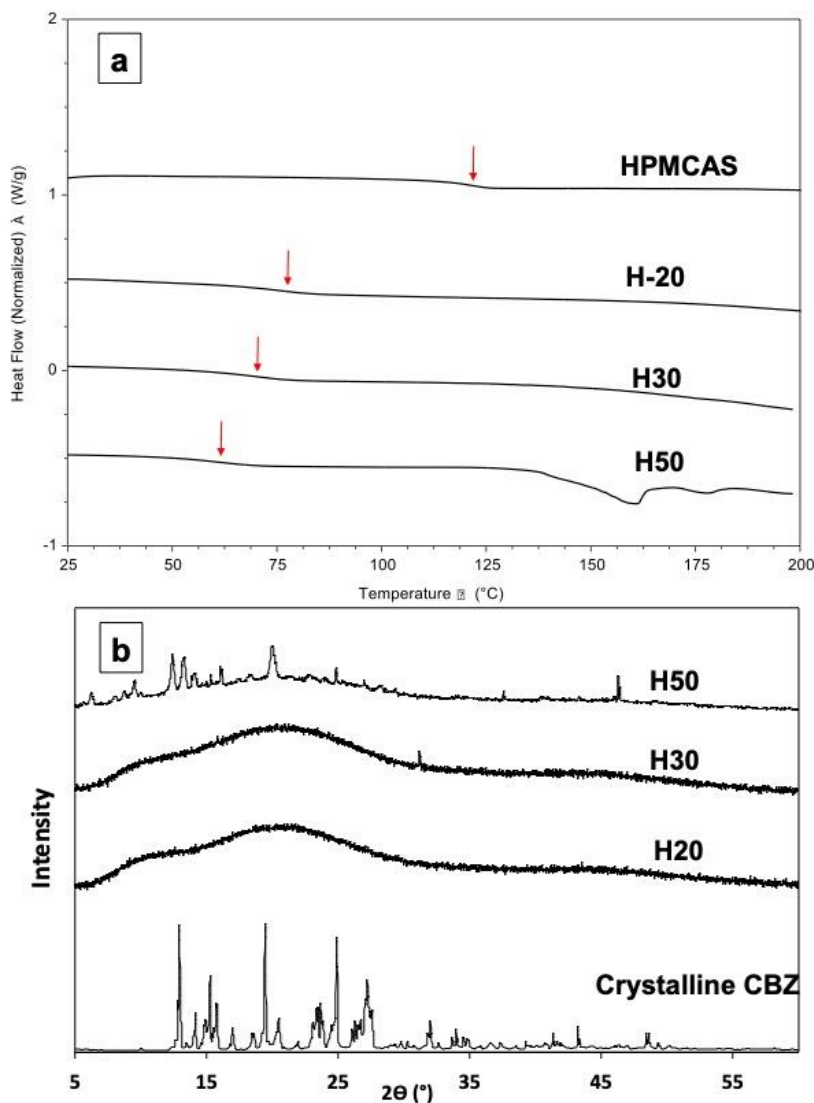 a
2
1
0
-1
Heat Flow (Normalized) Å (W/g)
HPMCAS
H-20
H30
H50
25
50
75
100
125
150
175
200
Temperature ⍰ (°C)
b
Intensity
H50
H30
H20
Crystalline CBZ
5
15
25
35
45
55
2Θ (°)